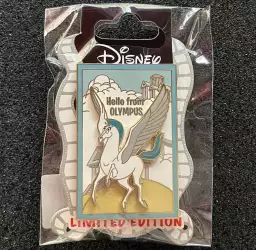 Disney
Hello from
OLYMPUS
LIMITED EDITION